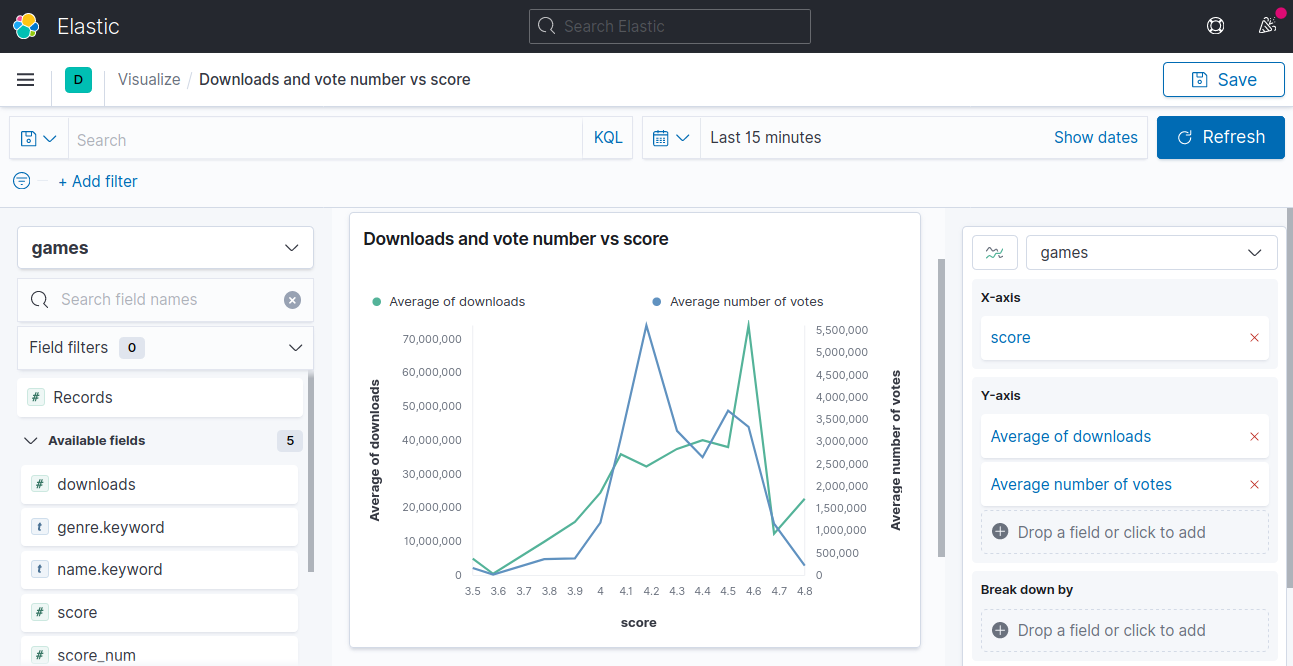 Elastic
Search Elastic
D
Visualize / Downloads and vote number vs score
Save
Search
KQL
Last 15 minutes
Show dates
Refresh
+ Add filter
games
Search field names
Field filters 0
# Records
Available fields 5
# downloads
t genre.keyword
t name.keyword
# score
# score_num
Downloads and vote number vs score
Average of downloads
Average number of votes
Average of downloads
70,000,000
60,000,000
50,000,000
40,000,000
30,000,000
20,000,000
10,000,000
0
5,500,000
5,000,000
4,500,000
4,000,000
3,500,000
3,000,000
2,500,000
2,000,000
1,500,000
1,000,000
500,000
0
Average number of votes
3.5 3.6 3.7 3.8 3.9 4 4.1 4.2 4.3 4.4 4.5 4.6 4.7 4.8
score
games
X-axis
score
Y-axis
Average of downloads
Average number of votes
Drop a field or click to add
Break down by
Drop a field or click to add